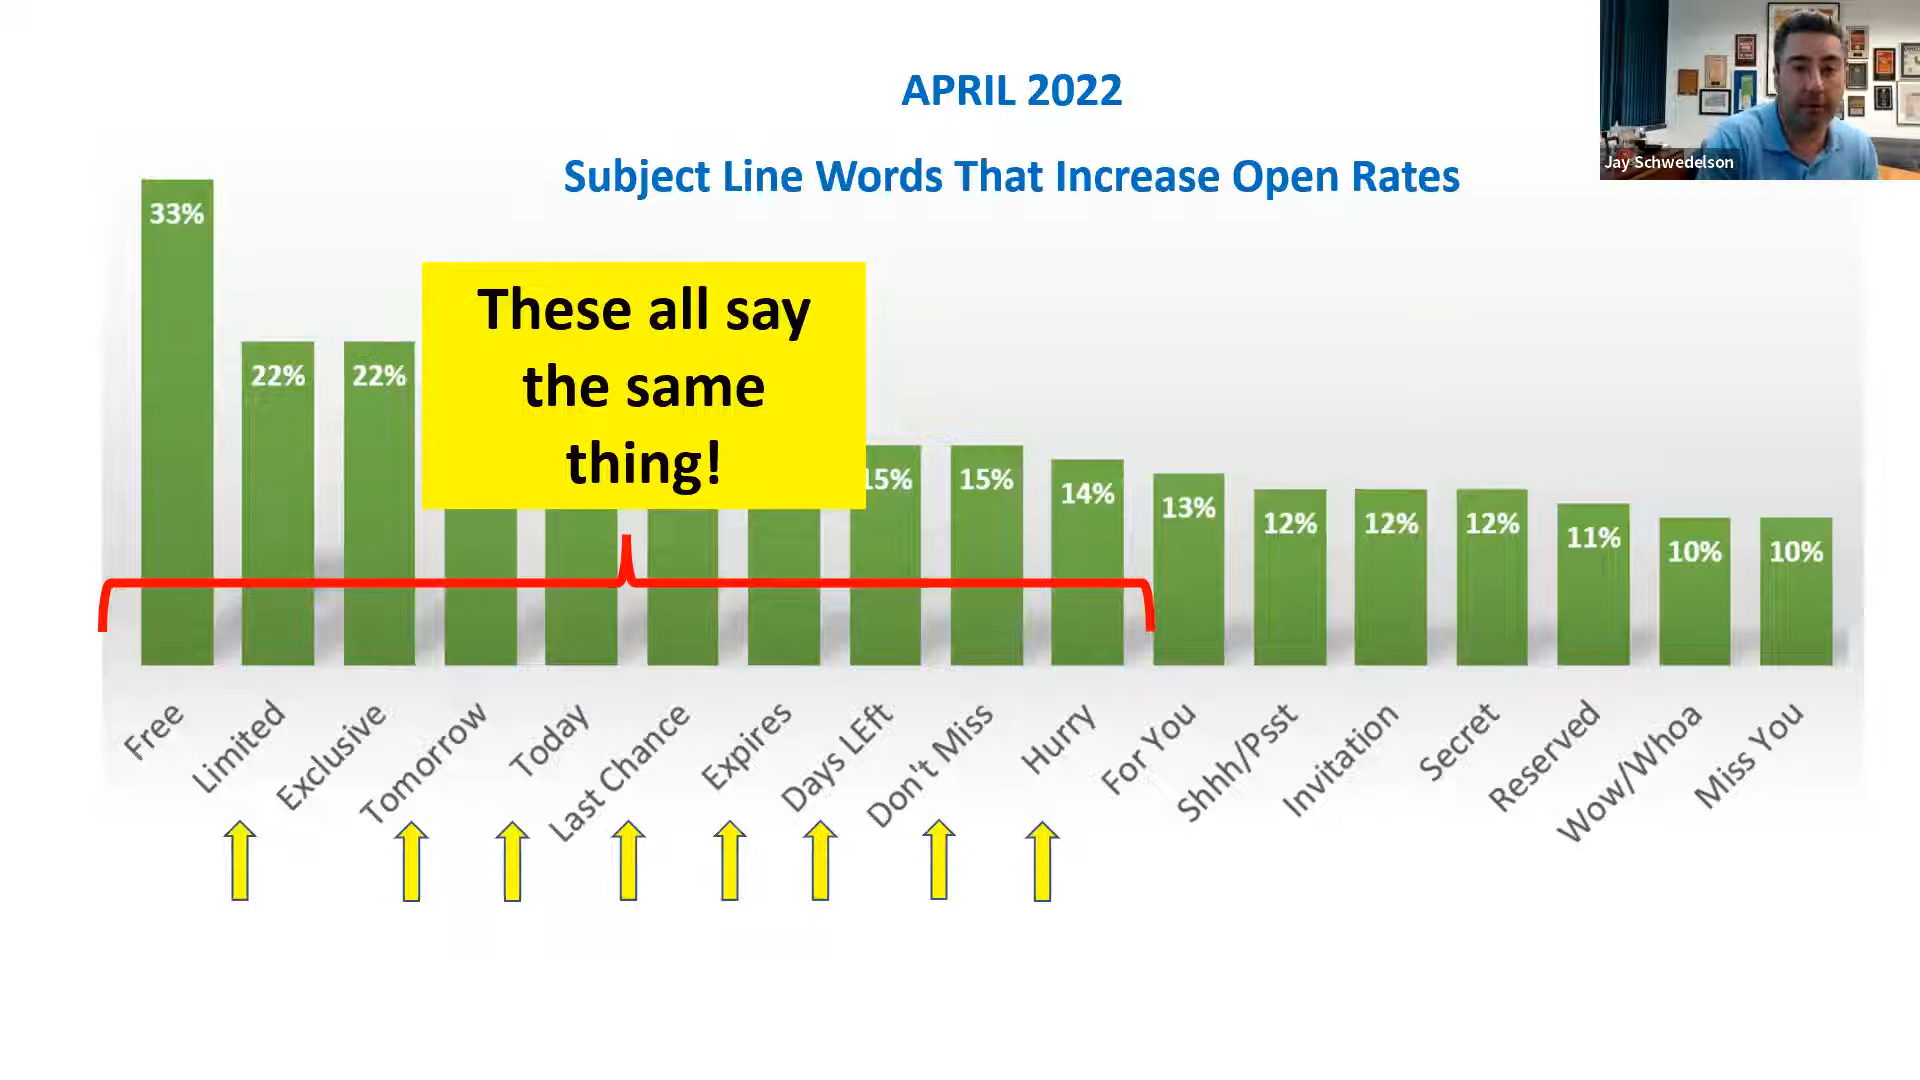 APRIL 2022
Subject Line Words That Increase Open Rates
Jay Schwedelson
These all say
the same
thing!
33%
22%
22%
15%
15%
14%
13%
12%
12%
12%
11%
10%
10%
Free
Limited
Exclusive
Tomorrow
Today
Last Chance
Expires
Days LEft
Don't Miss
Hurry
For You
Shhh/Psst
Invitation
Secret
Reserved
Wow/Whoa
Miss You